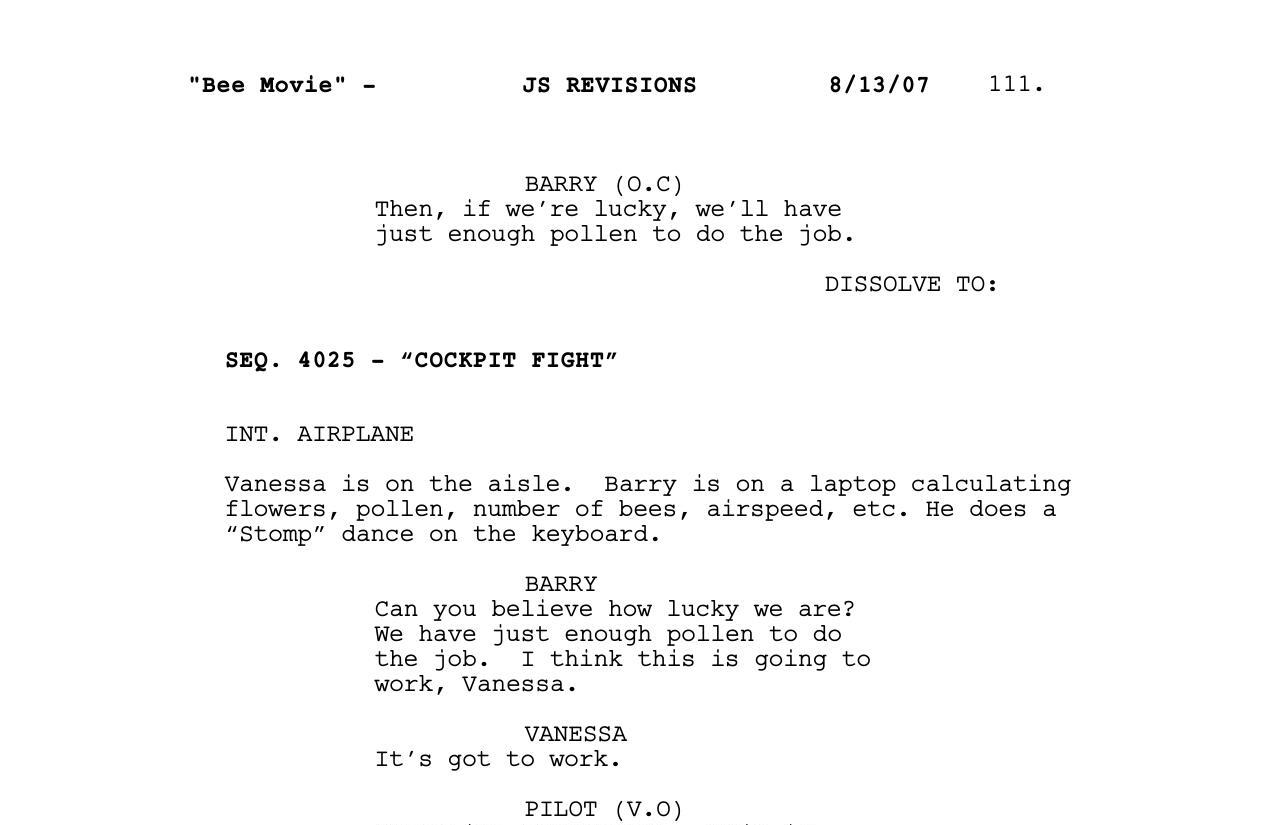 "Bee Movie" - JS REVISIONS 8/13/07 111.
BARRY (O.C)
Then, if we’re lucky, we’ll have
just enough pollen to do the job.
DISSOLVE TO:
SEQ. 4025 - “COCKPIT FIGHT”
INT. AIRPLANE
Vanessa is on the aisle.  Barry is on a laptop calculating
flowers, pollen, number of bees, airspeed, etc. He does a
“Stomp” dance on the keyboard.
BARRY
Can you believe how lucky we are?
We have just enough pollen to do
the job.  I think this is going to
work, Vanessa.
VANESSA
It’s got to work.
PILOT (V.O)